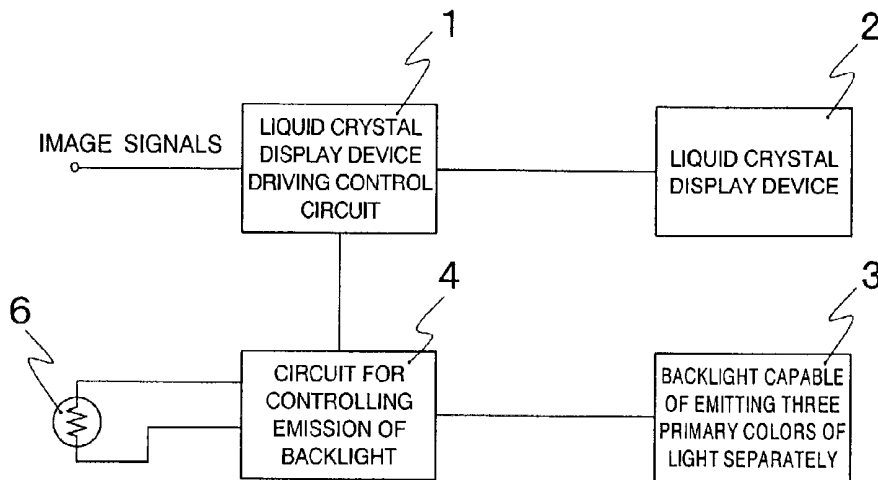 1
2
IMAGE SIGNALS
LIQUID CRYSTAL
DISPLAY DEVICE
DRIVING CONTROL
CIRCUIT
LIQUID CRYSTAL
DISPLAY DEVICE
6
4
3
CIRCUIT FOR
CONTROLLING
EMISSION OF
BACKLIGHT
BACKLIGHT CAPABLE
OF EMITTING THREE
PRIMARY COLORS OF
LIGHT SEPARATELY